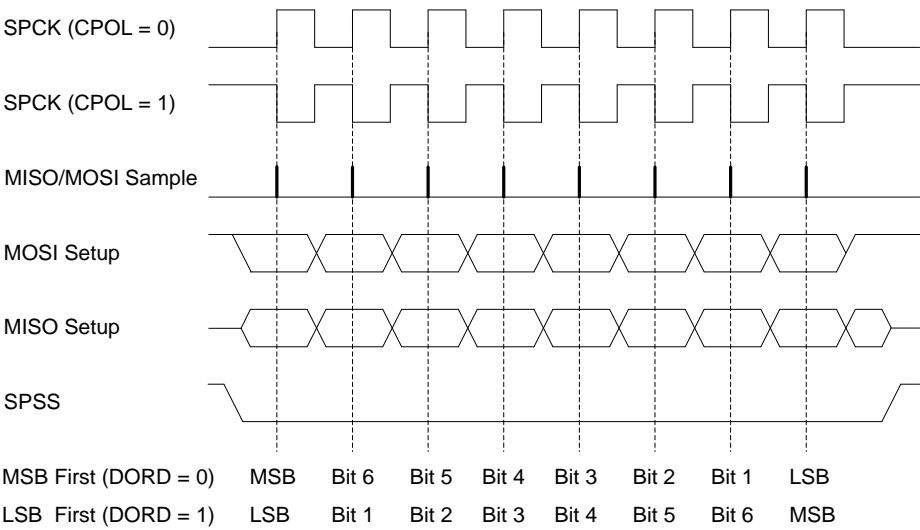 SPCK (CPOL = 0)
SPCK (CPOL = 1)
MISO/MOSI Sample
MOSI Setup
MISO Setup
SPSS
MSB First (DORD = 0) MSB Bit 6 Bit 5 Bit 4 Bit 3 Bit 2 Bit 1 LSB
LSB First (DORD = 1) LSB Bit 1 Bit 2 Bit 3 Bit 4 Bit 5 Bit 6 MSB